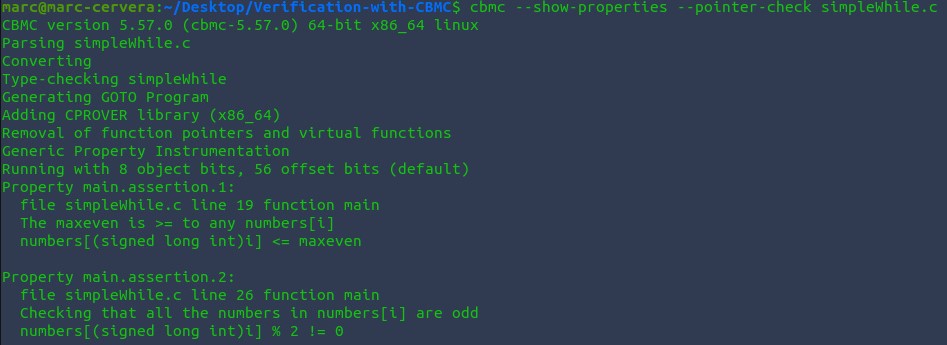 marc@marc-cervera:~/Desktop/Verification-with-CBMC$ cbmc --show-properties --pointer-check simpleWhile.c
CBMC version 5.57.0 (cbmc-5.57.0) 64-bit x86_64 linux
Parsing simpleWhile.c
Converting
Type-checking simpleWhile
Generating GOTO Program
Adding CPROVER library (x86_64)
Removal of function pointers and virtual functions
Generic Property Instrumentation
Running with 8 object bits, 56 offset bits (default)
Property main.assertion.1:
  file simpleWhile.c line 19 function main
  The maxeven is >= to any numbers[i]
  numbers[(signed long int)i] <= maxeven

Property main.assertion.2:
  file simpleWhile.c line 26 function main
  Checking that all the numbers in numbers[i] are odd
  numbers[(signed long int)i] % 2 != 0